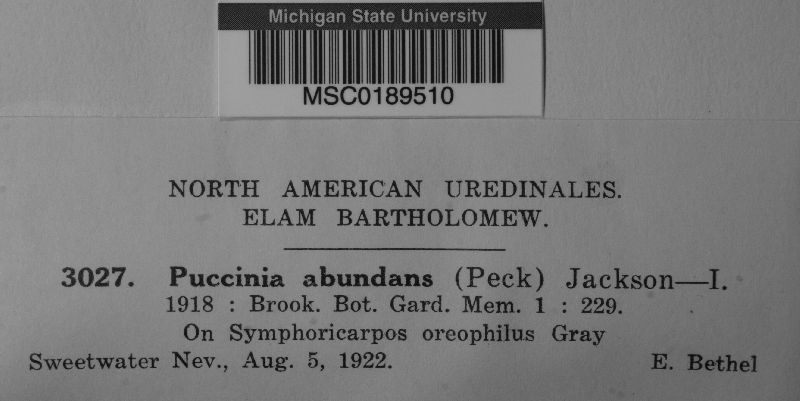 Michigan State University
MSC0189510
NORTH AMERICAN UREDINALES.
ELAM BARTHOLOMEW.
3027. Puccinia abundans (Peck) Jackson—I.
1918 : Brook. Bot. Gard. Mem. 1 : 229.
On Symphoricarpos oreophilus Gray
Sweetwater Nev., Aug. 5, 1922. E. Bethel